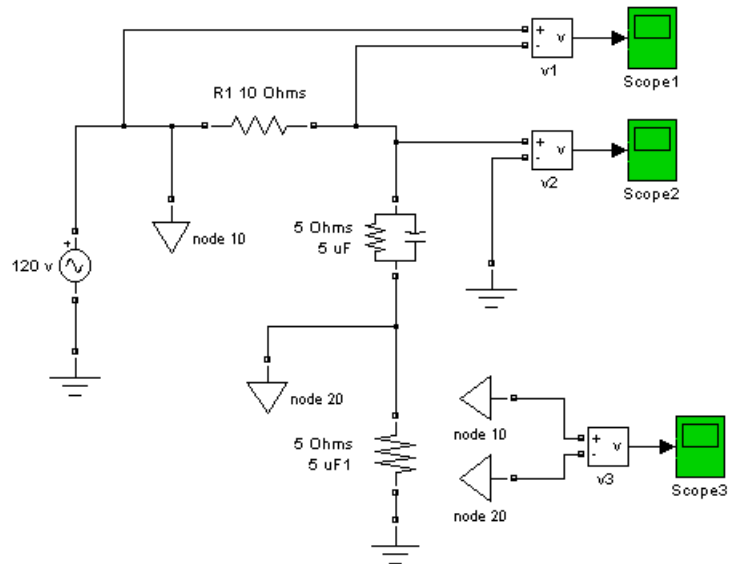 +
-
v
v1
Scope1
R1 10 Ohms
+
-
v
v2
Scope2
node 10
5 Ohms
5 uF
+
120 v
node 20
5 Ohms
5 uF1
node 10
+
-
v
v3
Scope3
node 20